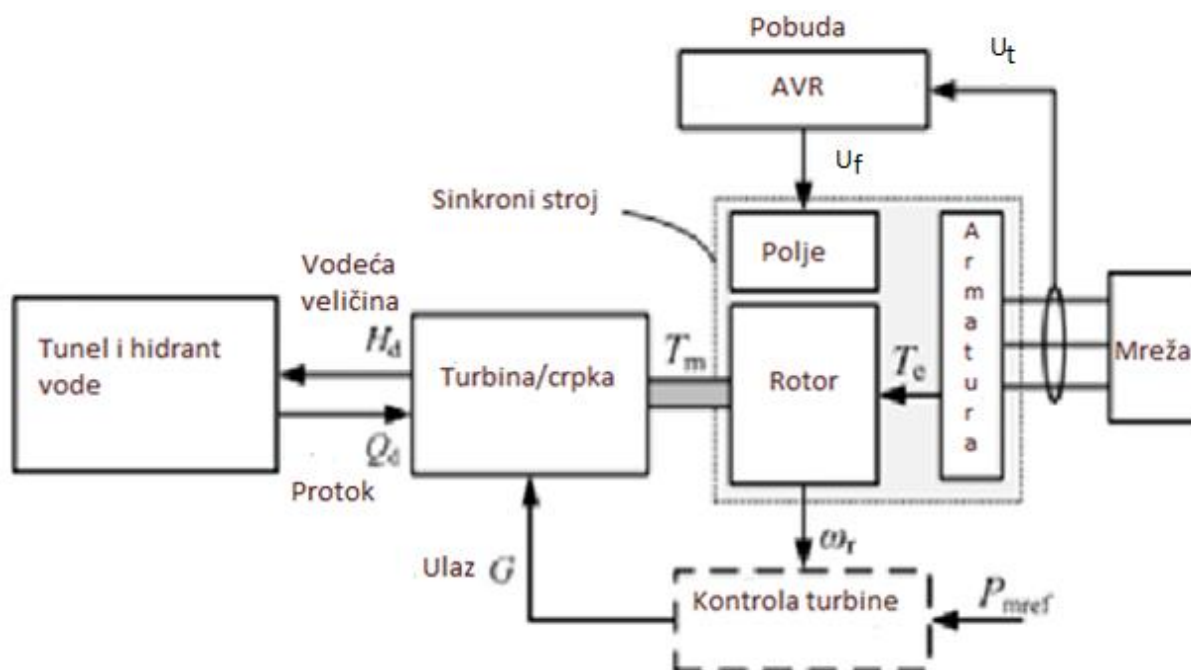 Pobuda
U_t
AVR
U_f
Sinkroni stroj
Polje
Armatura
Vodeća
veličina
Tunel i hidrant
vode
H_d
Turbina/crpka
T_m
Rotor
T_e
Mreža
Q_d
Protok
ω_r
Ulaz G
Kontrola turbine
P_mref